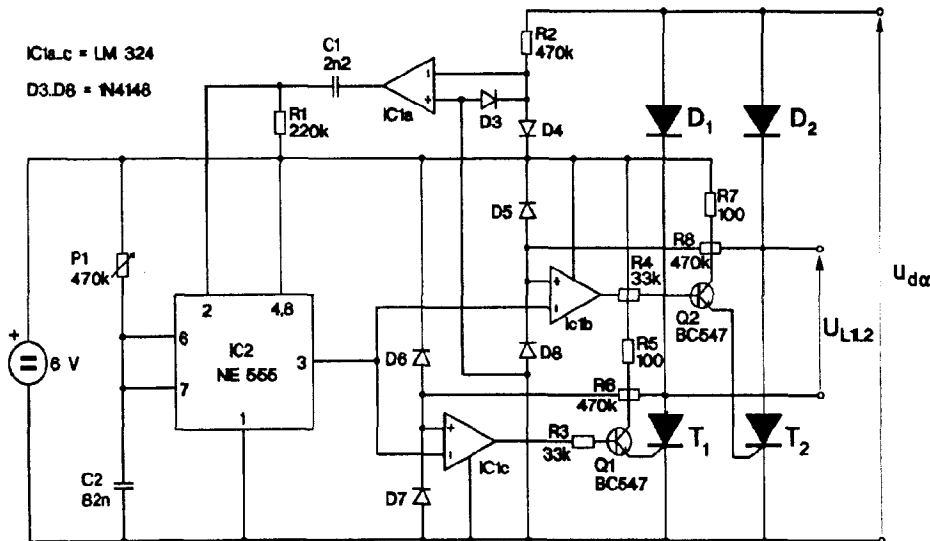 IC1a..c = LM 324
D3.D8 = 1N4148
C1
2n2
R2
470k
IC1a
D3
D4
R1
220k
D1
D2
R7
100
D5
R8
470k
R4
33k
P1
470k
2
4,8
Ic1b
Q2
BC547
udα
UL1L2
+
6 V
6
IC2
NE 555
3
7
1
D6
D8
R5
100
R6
470k
C2
82n
IC1c
R3
33k
Q1
BC547
T1
T2
D7